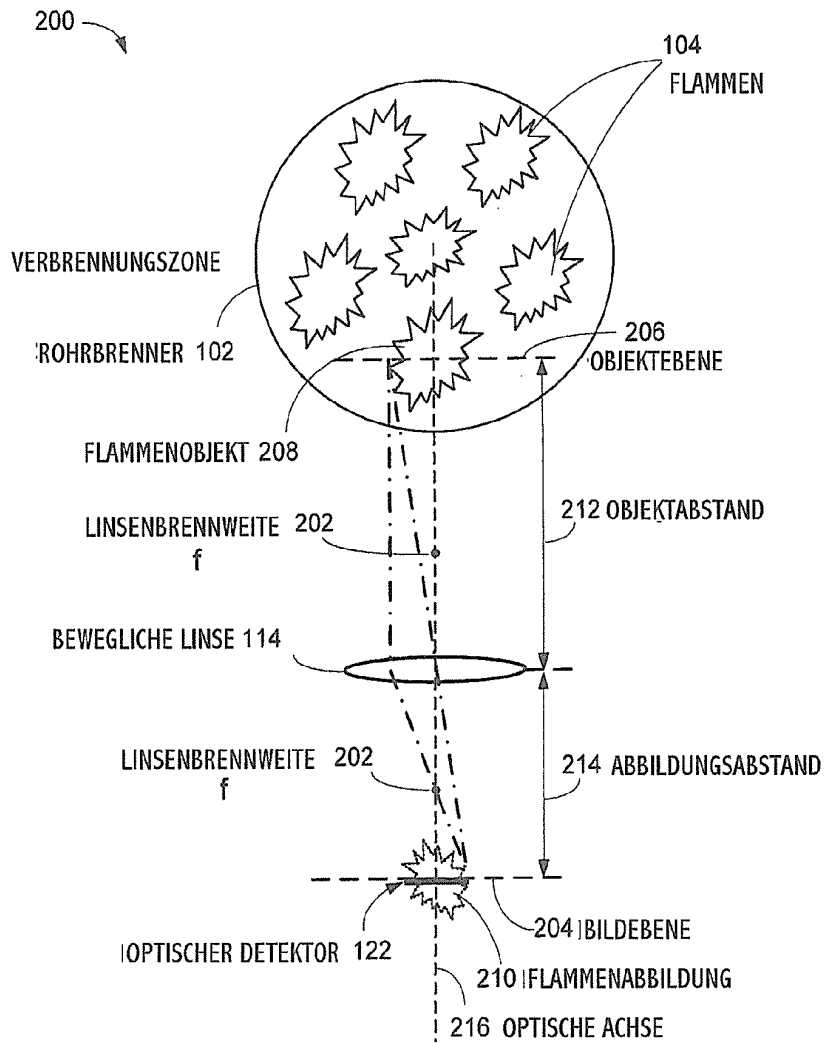 200
104
FLAMMEN
VERBRENNUNGSZONE
ROHRBRENNER 102
206
OBJEKTEBENE
FLAMMENOBJEKT 208
212 OBJEKTABSTAND
LINSENBRENNWEITE 202
f
BEWEGLICHE LINSE 114
LINSENBRENNWEITE 202
f
214 ABBILDUNGSABSTAND
204 BILDEBENE
OPTISCHER DETEKTOR 122
210 FLAMMENABBILDUNG
216 OPTISCHE ACHSE